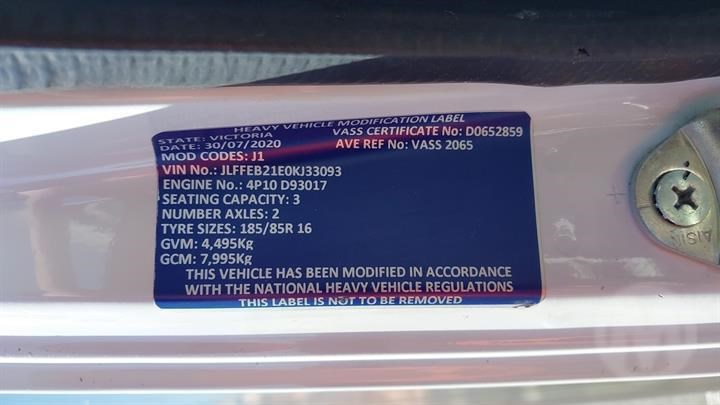 HEAVY VEHICLE MODIFICATION LABEL
STATE: VICTORIA VASS CERTIFICATE No: D0652859
DATE: 30/07/2020 AVE REF No: VASS 2065
MOD CODES: J1
VIN No.: JLFFEB21E0KJ33093
ENGINE No.: 4P10 D93017
SEATING CAPACITY: 3
NUMBER AXLES: 2
TYRE SIZES: 185/85R 16
GVM: 4,495Kg
GCM: 7,995Kg
THIS VEHICLE HAS BEEN MODIFIED IN ACCORDANCE
WITH THE NATIONAL HEAVY VEHICLE REGULATIONS
THIS LABEL IS NOT TO BE REMOVED
AISIN